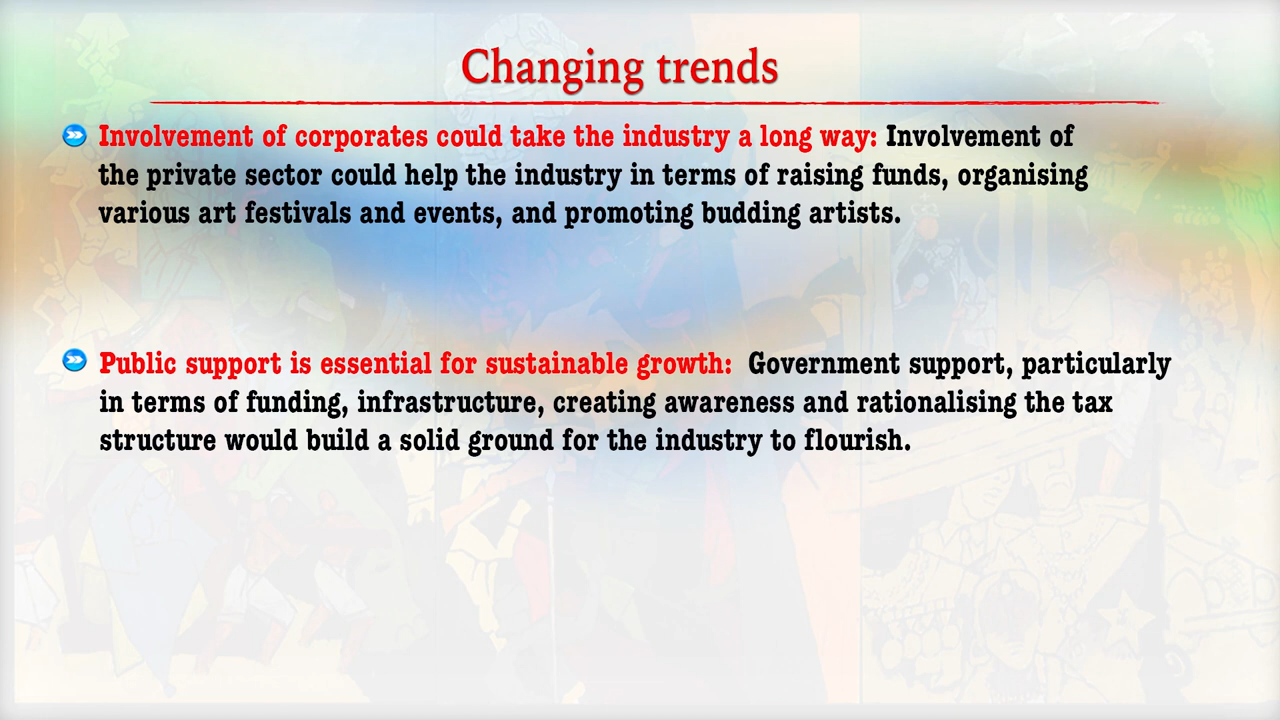 Changing trends
Involvement of corporates could take the industry a long way: Involvement of
the private sector could help the industry in terms of raising funds, organising
various art festivals and events, and promoting budding artists.
Public support is essential for sustainable growth: Government support, particularly
in terms of funding, infrastructure, creating awareness and rationalising the tax
structure would build a solid ground for the industry to flourish.